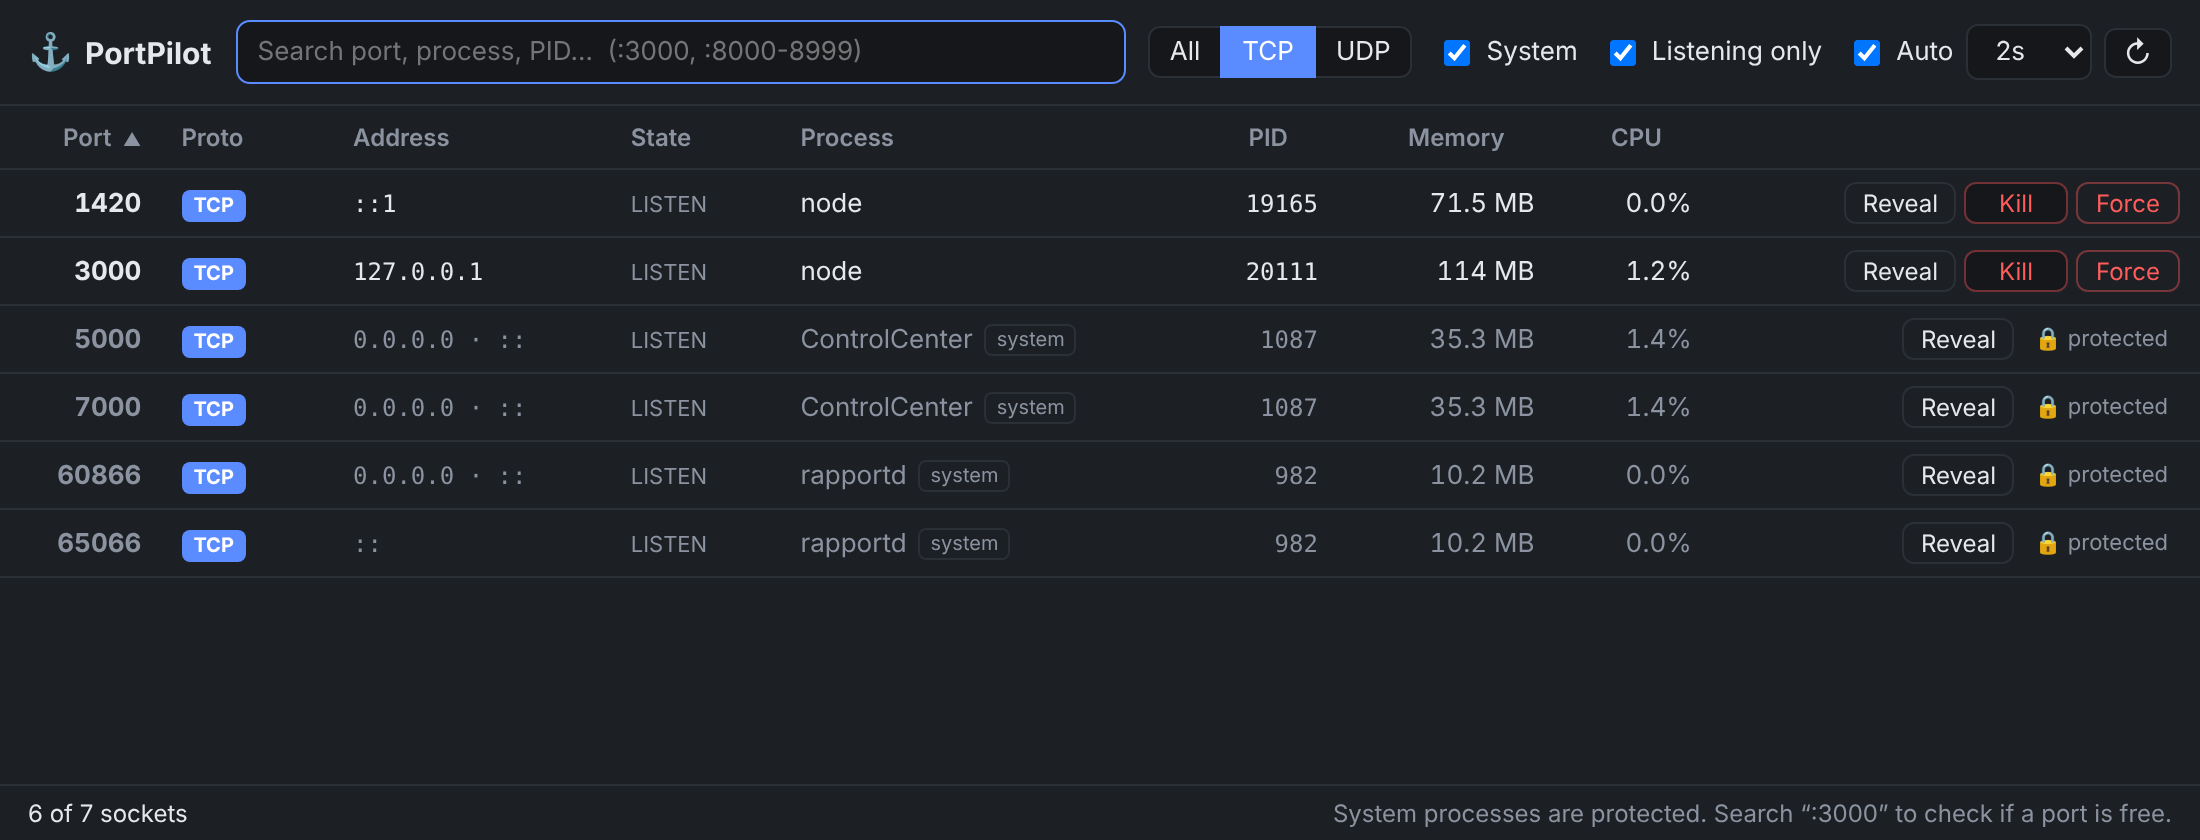 ⚓ PortPilot Search port, process, PID... (:3000, :8000-8999) All TCP UDP System Listening only Auto 2s
Port ▲ Proto Address State Process PID Memory CPU
1420 TCP ::1 LISTEN node 19165 71.5 MB 0.0% Reveal Kill Force
3000 TCP 127.0.0.1 LISTEN node 20111 114 MB 1.2% Reveal Kill Force
5000 TCP 0.0.0.0 · :: LISTEN ControlCenter system 1087 35.3 MB 1.4% Reveal 🔒 protected
7000 TCP 0.0.0.0 · :: LISTEN ControlCenter system 1087 35.3 MB 1.4% Reveal 🔒 protected
60866 TCP 0.0.0.0 · :: LISTEN rapportd system 982 10.2 MB 0.0% Reveal 🔒 protected
65066 TCP :: LISTEN rapportd system 982 10.2 MB 0.0% Reveal 🔒 protected
6 of 7 sockets System processes are protected. Search “:3000” to check if a port is free.